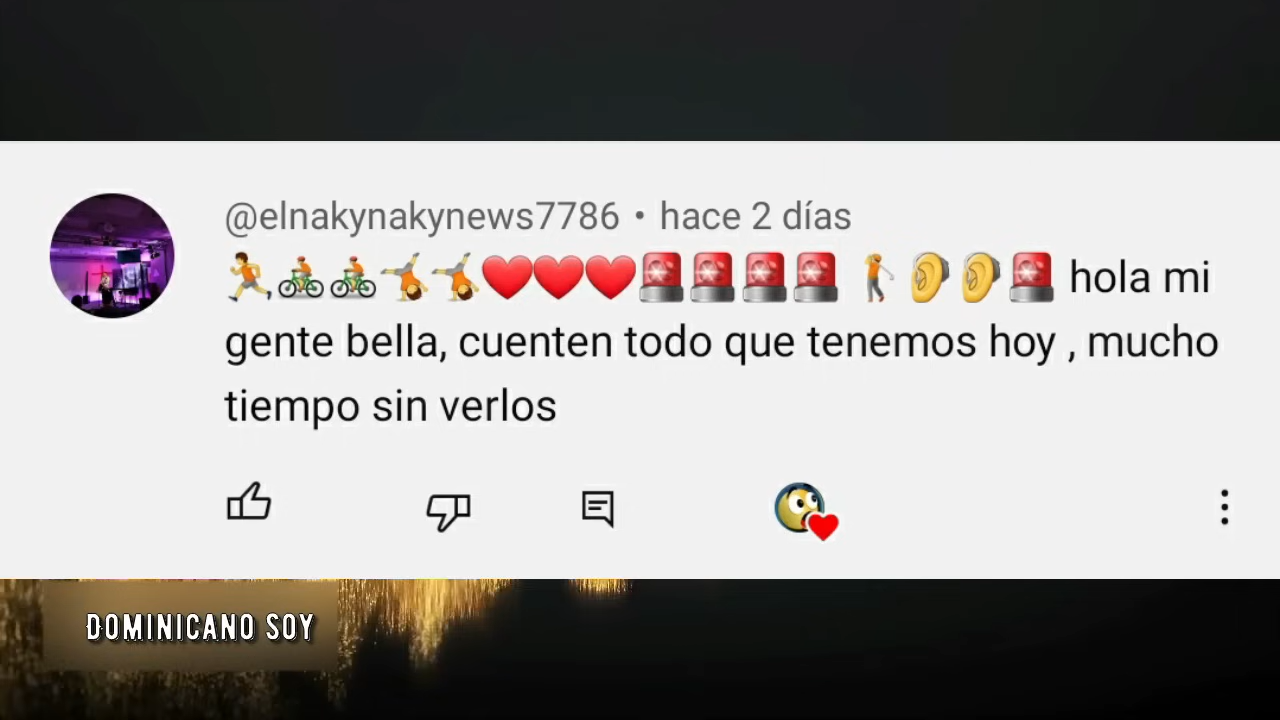 @elnakynakynews7786 • hace 2 días
🏃🚴🚴🤸🤸❤️❤️❤️🚨🚨🚨🚨🏌️👂👂🚨 hola mi
gente bella, cuenten todo que tenemos hoy , mucho
tiempo sin verlos
DOMINICANO SOY